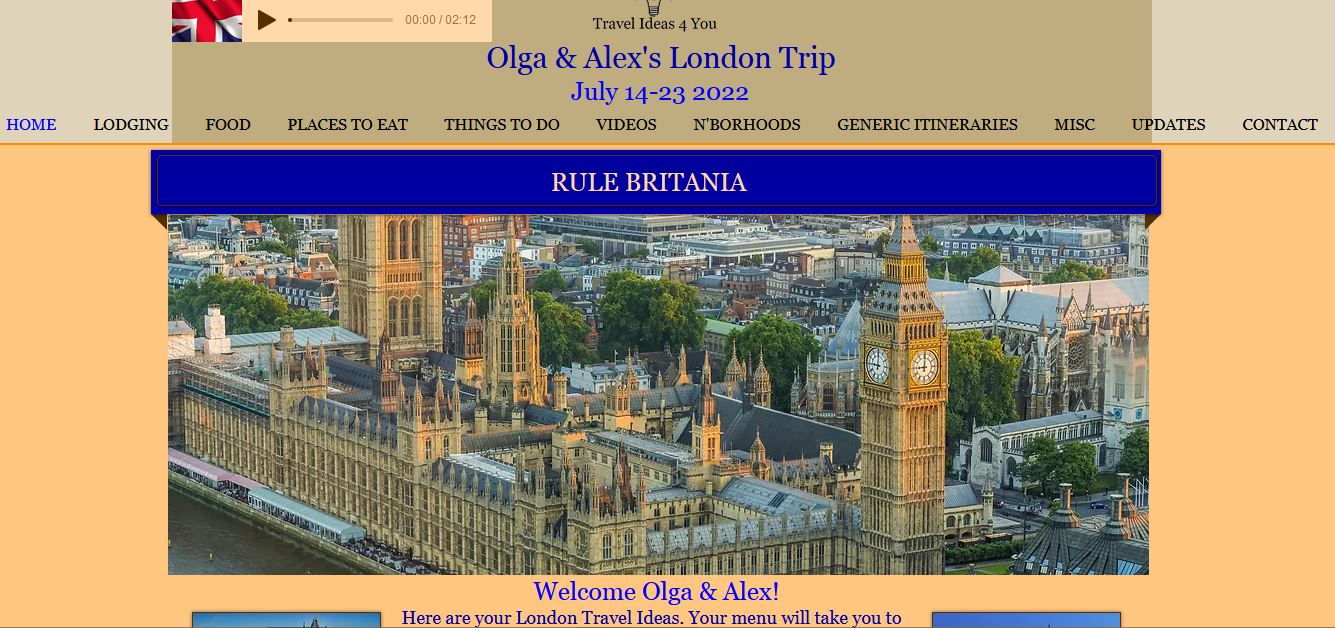 00:00 / 02:12
Travel Ideas 4 You
Olga & Alex's London Trip
July 14-23 2022
HOME LODGING FOOD PLACES TO EAT THINGS TO DO VIDEOS N'BORHOODS GENERIC ITINERARIES MISC UPDATES CONTACT
RULE BRITANIA
Welcome Olga & Alex!
Here are your London Travel Ideas. Your menu will take you to